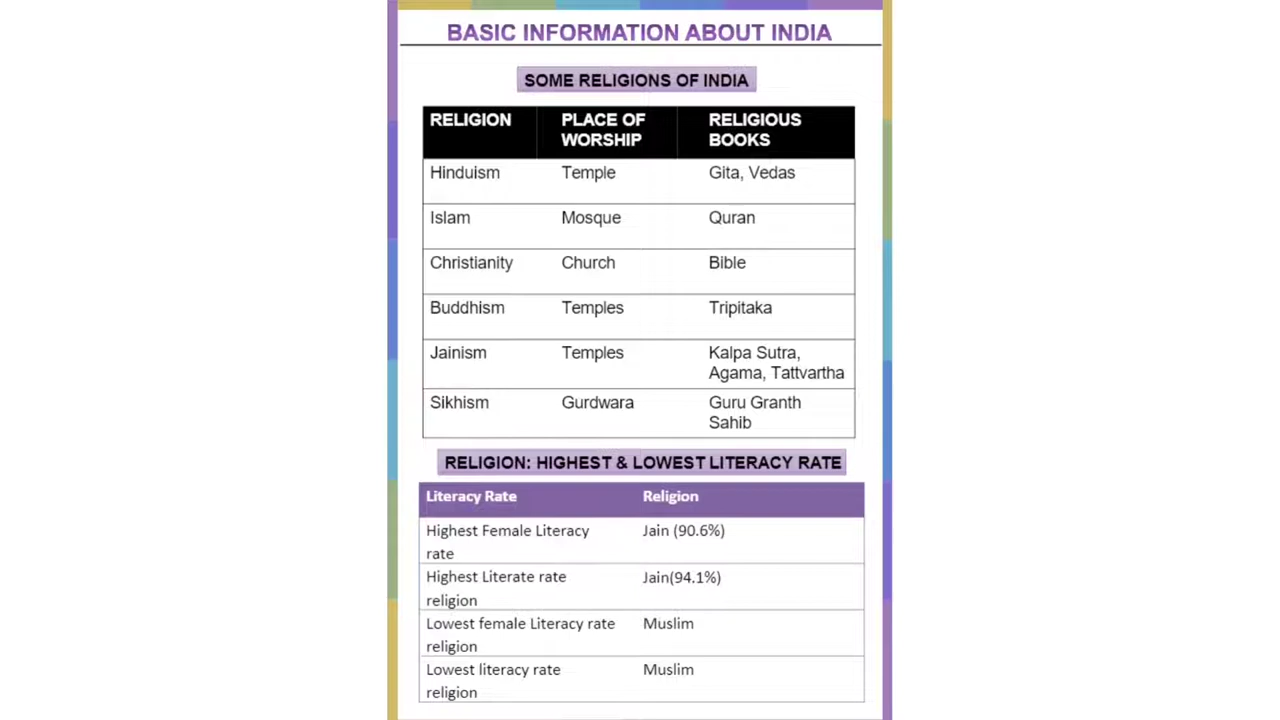 BASIC INFORMATION ABOUT INDIA
SOME RELIGIONS OF INDIA
RELIGION PLACE OF WORSHIP RELIGIOUS BOOKS
Hinduism Temple Gita, Vedas
Islam Mosque Quran
Christianity Church Bible
Buddhism Temples Tripitaka
Jainism Temples Kalpa Sutra, Agama, Tattvartha
Sikhism Gurdwara Guru Granth Sahib
RELIGION: HIGHEST & LOWEST LITERACY RATE
Literacy Rate Religion
Highest Female Literacy rate Jain (90.6%)
Highest Literate rate religion Jain(94.1%)
Lowest female Literacy rate religion Muslim
Lowest literacy rate religion Muslim